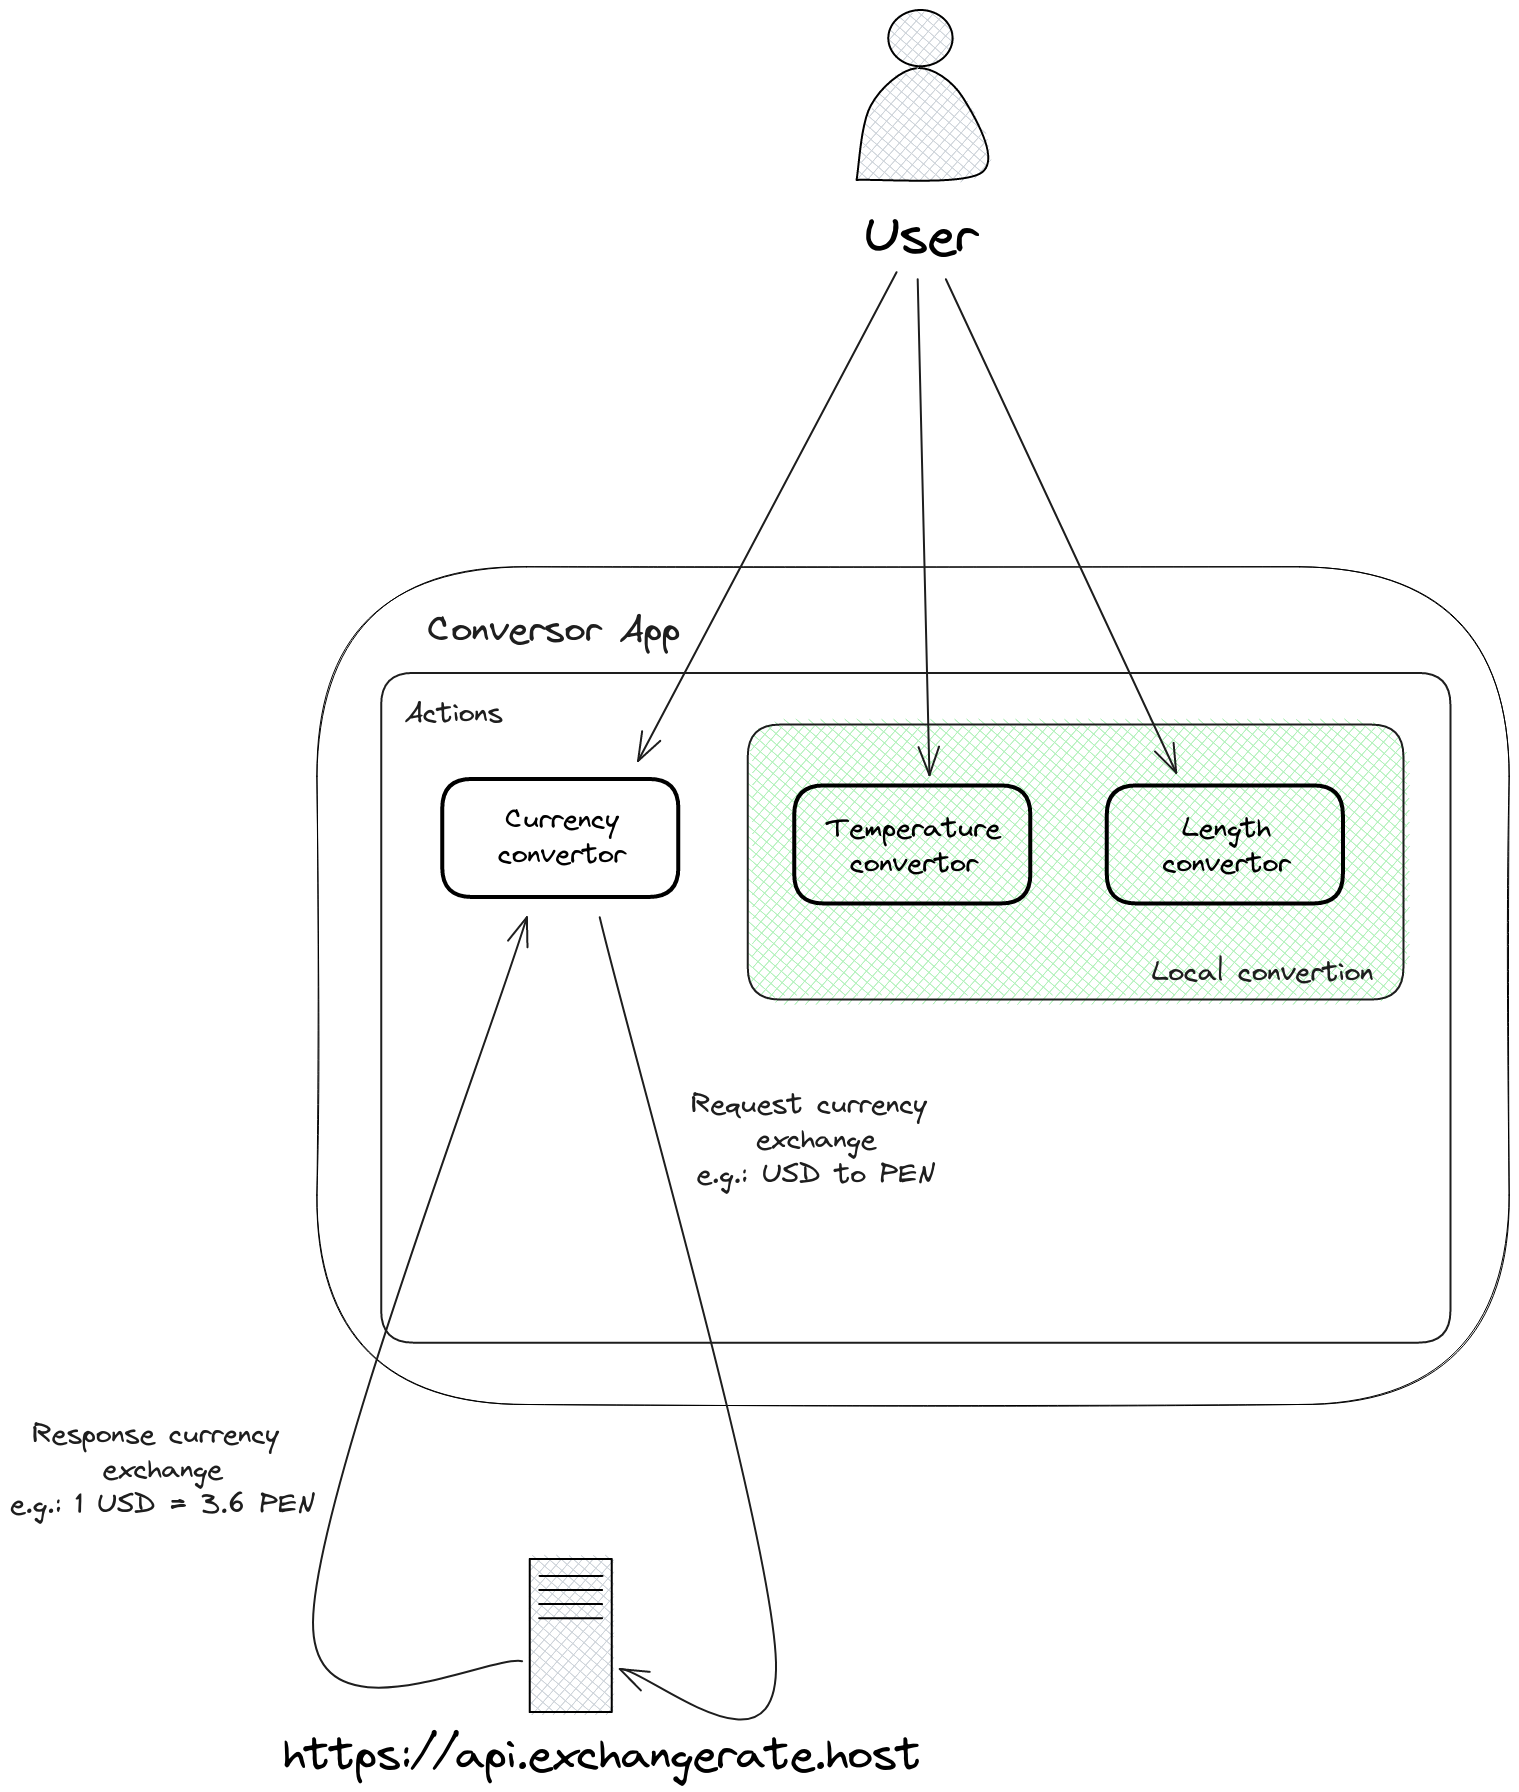 User
Conversor App
Actions
Currency
convertor
Temperature
convertor
Length
convertor
Local convertion
Request currency
exchange
e.g.: USD to PEN
Response currency
exchange
e.g.: 1 USD = 3.6 PEN
https://api.exchangerate.host